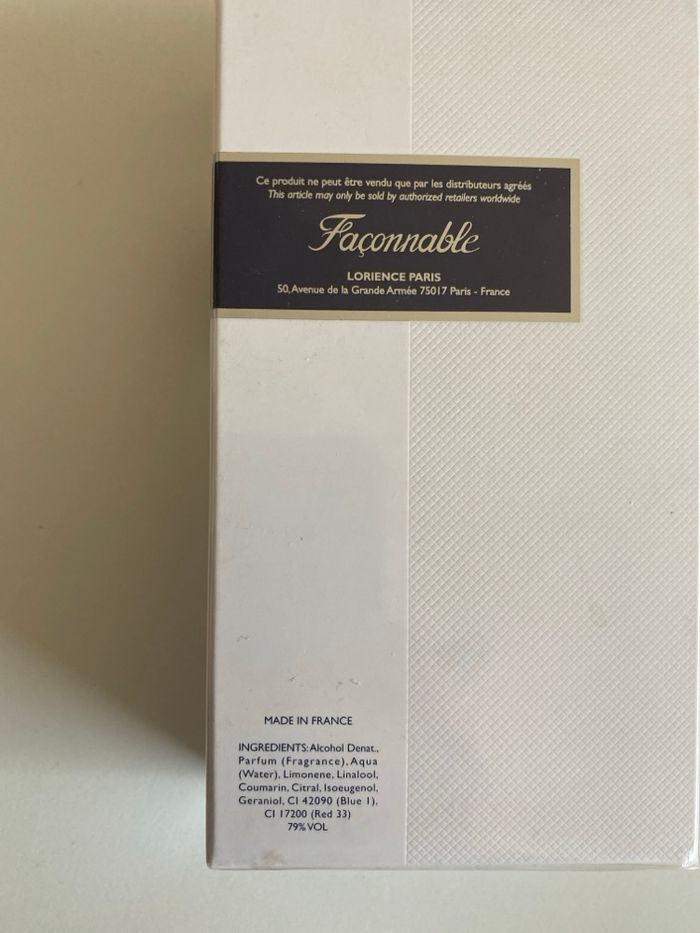 Ce produit ne peut être vendu que par les distributeurs agréés
This article may only be sold by authorized retailers worldwide
Façonnable
LORIENCE PARIS
50, Avenue de la Grande Armée 75017 Paris - France
MADE IN FRANCE
INGREDIENTS: Alcohol Denat.,
Parfum (Fragrance), Aqua
(Water), Limonene, Linalool,
Coumarin, Citral, Isoeugenol,
Geraniol, CI 42090 (Blue 1),
CI 17200 (Red 33)
79% VOL